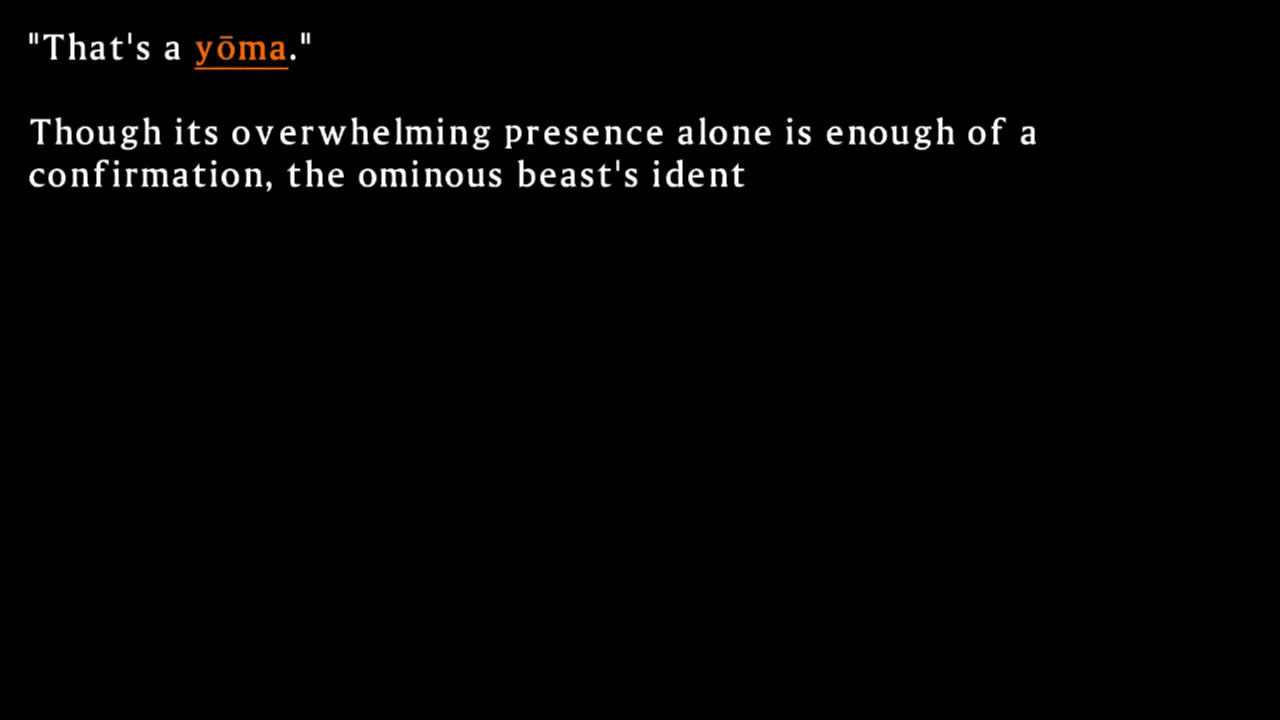 "That's a yōma."
Though its overwhelming presence alone is enough of a
confirmation, the ominous beast's ident